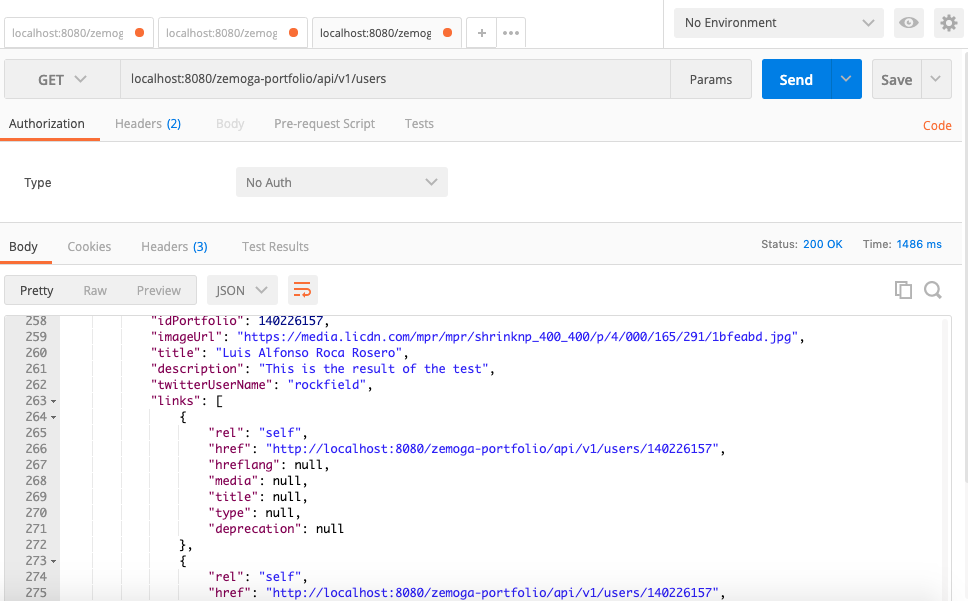 localhost:8080/zemog localhost:8080/zemog localhost:8080/zemog + ••• No Environment
GET localhost:8080/zemoga-portfolio/api/v1/users Params Send Save
Authorization Headers (2) Body Pre-request Script Tests Code
Type No Auth
Body Cookies Headers (3) Test Results Status: 200 OK Time: 1486 ms
Pretty Raw Preview JSON
258 "idPortfolio": 140226157,
259 "imageUrl": "https://media.licdn.com/mpr/mpr/shrinknp_400_400/p/4/000/165/291/1bfeabd.jpg",
260 "title": "Luis Alfonso Roca Rosero",
261 "description": "This is the result of the test",
262 "twitterUserName": "rockfield",
263 "links": [
264 {
265 "rel": "self",
266 "href": "http://localhost:8080/zemoga-portfolio/api/v1/users/140226157",
267 "hreflang": null,
268 "media": null,
269 "title": null,
270 "type": null,
271 "deprecation": null
272 },
273 {
274 "rel": "self",
275 "href": "http://localhost:8080/zemoga-portfolio/api/v1/users/140226157",